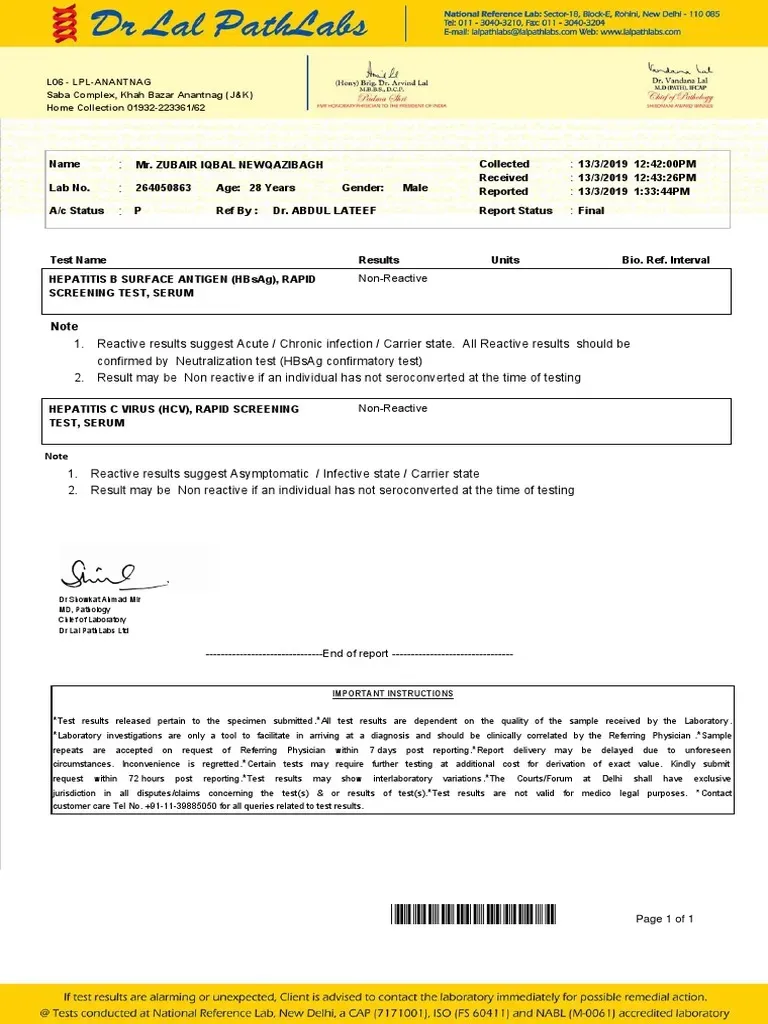 Dr Lal PathLabs
National Reference Lab: Sector-18, Block-E, Rohini, New Delhi - 110 085
Tel: 011 - 3040-3210, Fax: 011 - 3040-3204
E-mail: lalpathlabs@lalpathlabs.com Web: www.lalpathlabs.com
L06 - LPL-ANANTNAG
Saba Complex, Khah Bazar Anantnag (J&K)
Home Collection 01932-223361/62
(Hony) Brig. Dr. Arvind Lal
M.B.B.S., D.C.P.
Padma Shri
FMR HONORARY PHYSICIAN TO THE PRESIDENT OF INDIA
Vandana Lal
Dr. Vandana Lal
M.D (PATH), IFCAP
Chief of Pathology
SHIROMANI AWARD WINNER
Name : Mr. ZUBAIR IQBAL NEWQAZIBAGH Collected : 13/3/2019 12:42:00PM
Received : 13/3/2019 12:43:26PM
Lab No. : 264050863 Age: 28 Years Gender: Male Reported : 13/3/2019 1:33:44PM
A/c Status : P Ref By : Dr. ABDUL LATEEF Report Status : Final
Test Name Results Units Bio. Ref. Interval
HEPATITIS B SURFACE ANTIGEN (HBsAg), RAPID Non-Reactive
SCREENING TEST, SERUM
Note
1. Reactive results suggest Acute / Chronic infection / Carrier state. All Reactive results should be
confirmed by Neutralization test (HBsAg confirmatory test)
2. Result may be Non reactive if an individual has not seroconverted at the time of testing
HEPATITIS C VIRUS (HCV), RAPID SCREENING Non-Reactive
TEST, SERUM
Note
1. Reactive results suggest Asymptomatic / Infective state / Carrier state
2. Result may be Non reactive if an individual has not seroconverted at the time of testing
Dr Showkat Ahmad Mir
MD, Pathology
Chief of Laboratory
Dr Lal PathLabs Ltd
-------------------------------End of report --------------------------------
IMPORTANT INSTRUCTIONS
*Test results released pertain to the specimen submitted.*All test results are dependent on the quality of the sample received by the Laboratory.
*Laboratory investigations are only a tool to facilitate in arriving at a diagnosis and should be clinically correlated by the Referring Physician .*Sample
repeats are accepted on request of Referring Physician within 7 days post reporting.*Report delivery may be delayed due to unforeseen
circumstances. Inconvenience is regretted.*Certain tests may require further testing at additional cost for derivation of exact value. Kindly submit
request within 72 hours post reporting.*Test results may show interlaboratory variations.*The Courts/Forum at Delhi shall have exclusive
jurisdiction in all disputes/claims concerning the test(s) & or results of test(s).*Test results are not valid for medico legal purposes. *Contact
customer care Tel No. +91-11-39885050 for all queries related to test results.
Page 1 of 1
If test results are alarming or unexpected, Client is advised to contact the laboratory immediately for possible remedial action.
@ Tests conducted at National Reference Lab, New Delhi, a CAP (7171001), ISO (FS 60411) and NABL (M-0061) accredited laboratory